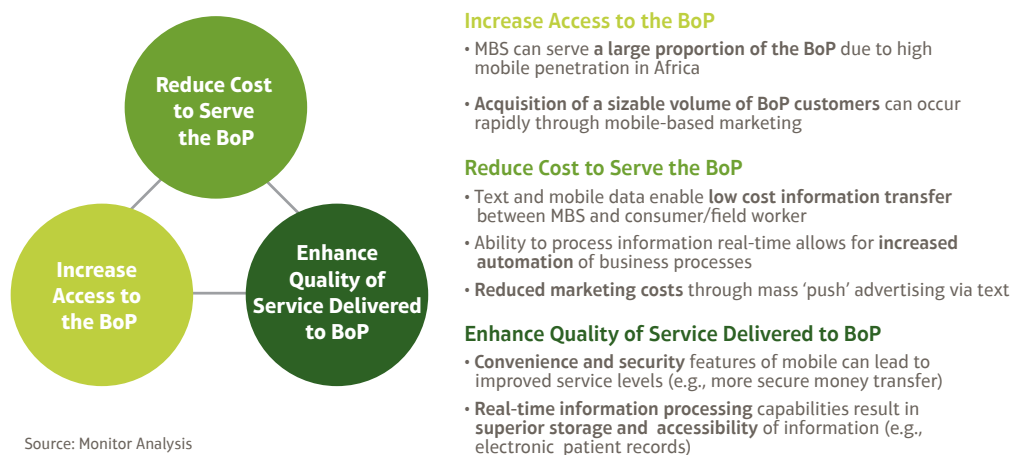 Reduce Cost
to Serve
the BoP
Increase
Access to
the BoP
Enhance
Quality of
Service Delivered
to BoP
Source: Monitor Analysis
Increase Access to the BoP
• MBS can serve a large proportion of the BoP due to high
mobile penetration in Africa
• Acquisition of a sizable volume of BoP customers can occur
rapidly through mobile-based marketing
Reduce Cost to Serve the BoP
• Text and mobile data enable low cost information transfer
between MBS and consumer/field worker
• Ability to process information real-time allows for increased
automation of business processes
• Reduced marketing costs through mass ‘push’ advertising via text
Enhance Quality of Service Delivered to BoP
• Convenience and security features of mobile can lead to
improved service levels (e.g., more secure money transfer)
• Real-time information processing capabilities result in
superior storage and accessibility of information (e.g.,
electronic patient records)